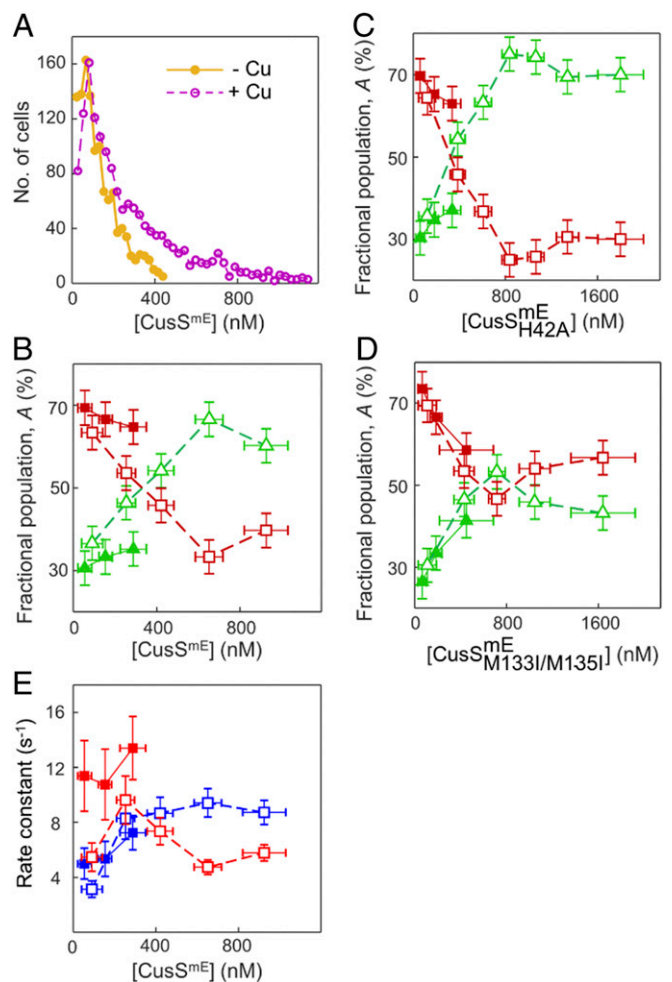 A
160
120
80
40
0
No. of cells
- Cu
+ Cu
0 400 800
[CusS^mE] (nM)
B
70
50
30
Fractional population, A (%)
0 400 800
[CusS^mE] (nM)
E
16
12
8
4
Rate constant (s⁻¹)
0 400 800
[CusS^mE] (nM)
C
70
50
30
Fractional population, A (%)
0 800 1600
[CusS^mE_H42A] (nM)
D
70
50
30
Fractional population, A (%)
0 800 1600
[CusS^mE_M133I/M135I] (nM)